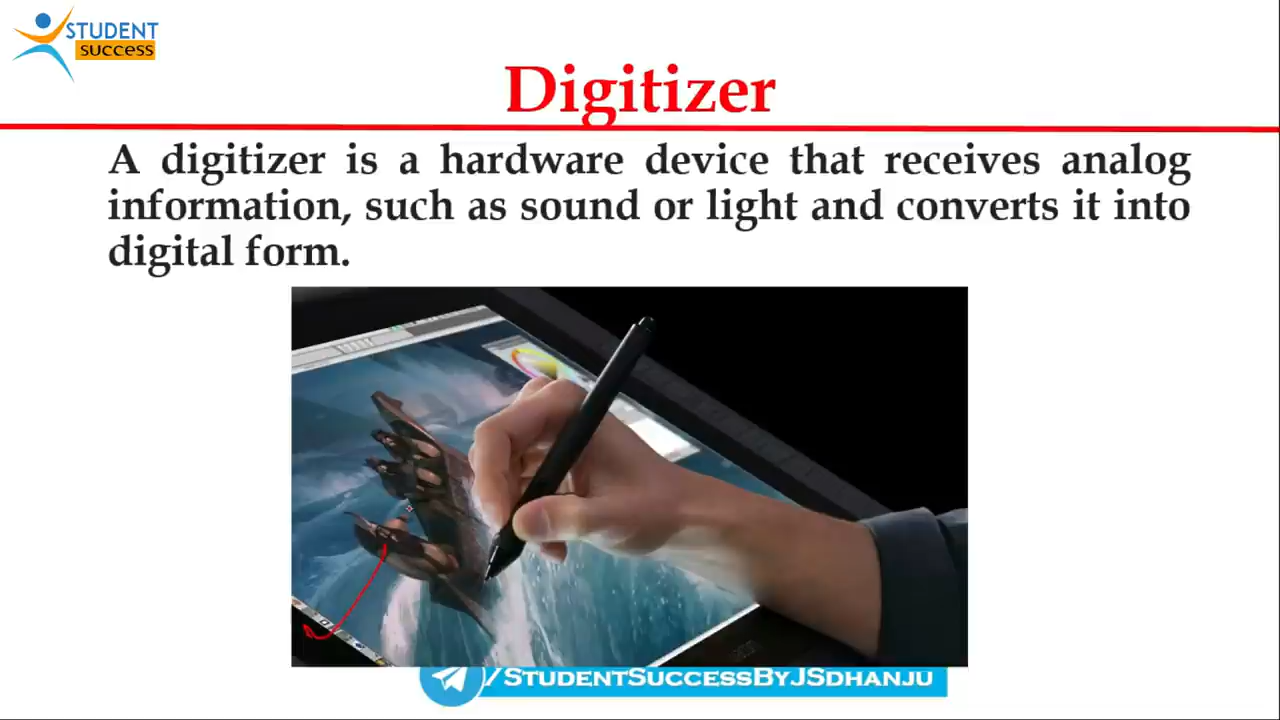 STUDENT
success
Digitizer
A digitizer is a hardware device that receives analog
information, such as sound or light and converts it into
digital form.
/StudentSuccessByJSdhanju